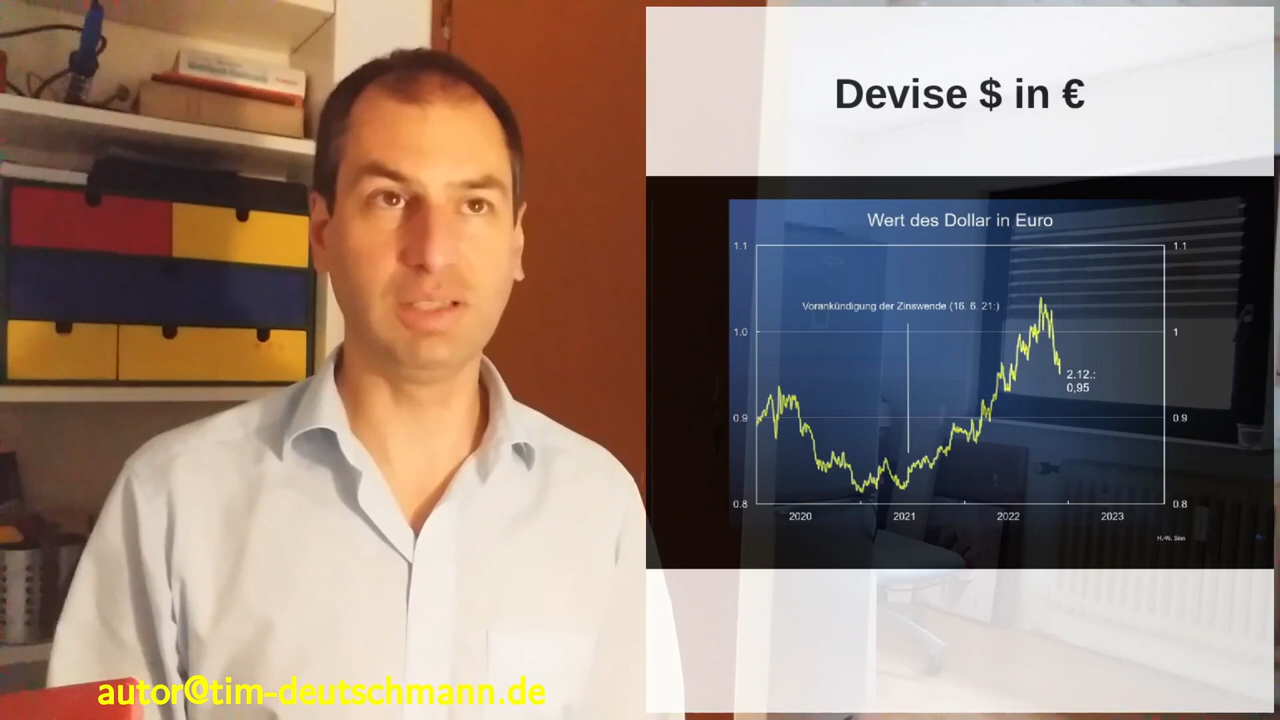 Devise $ in €
Wert des Dollar in Euro
1.1
1.1
Vorankündigung der Zinswende (16. 6. 21:)
1.0
1
2.12.:
0,95
0.9
0.9
0.8
0.8
2020
2021
2022
2023
H.-W. Sinn
autor@tim-deutschmann.de